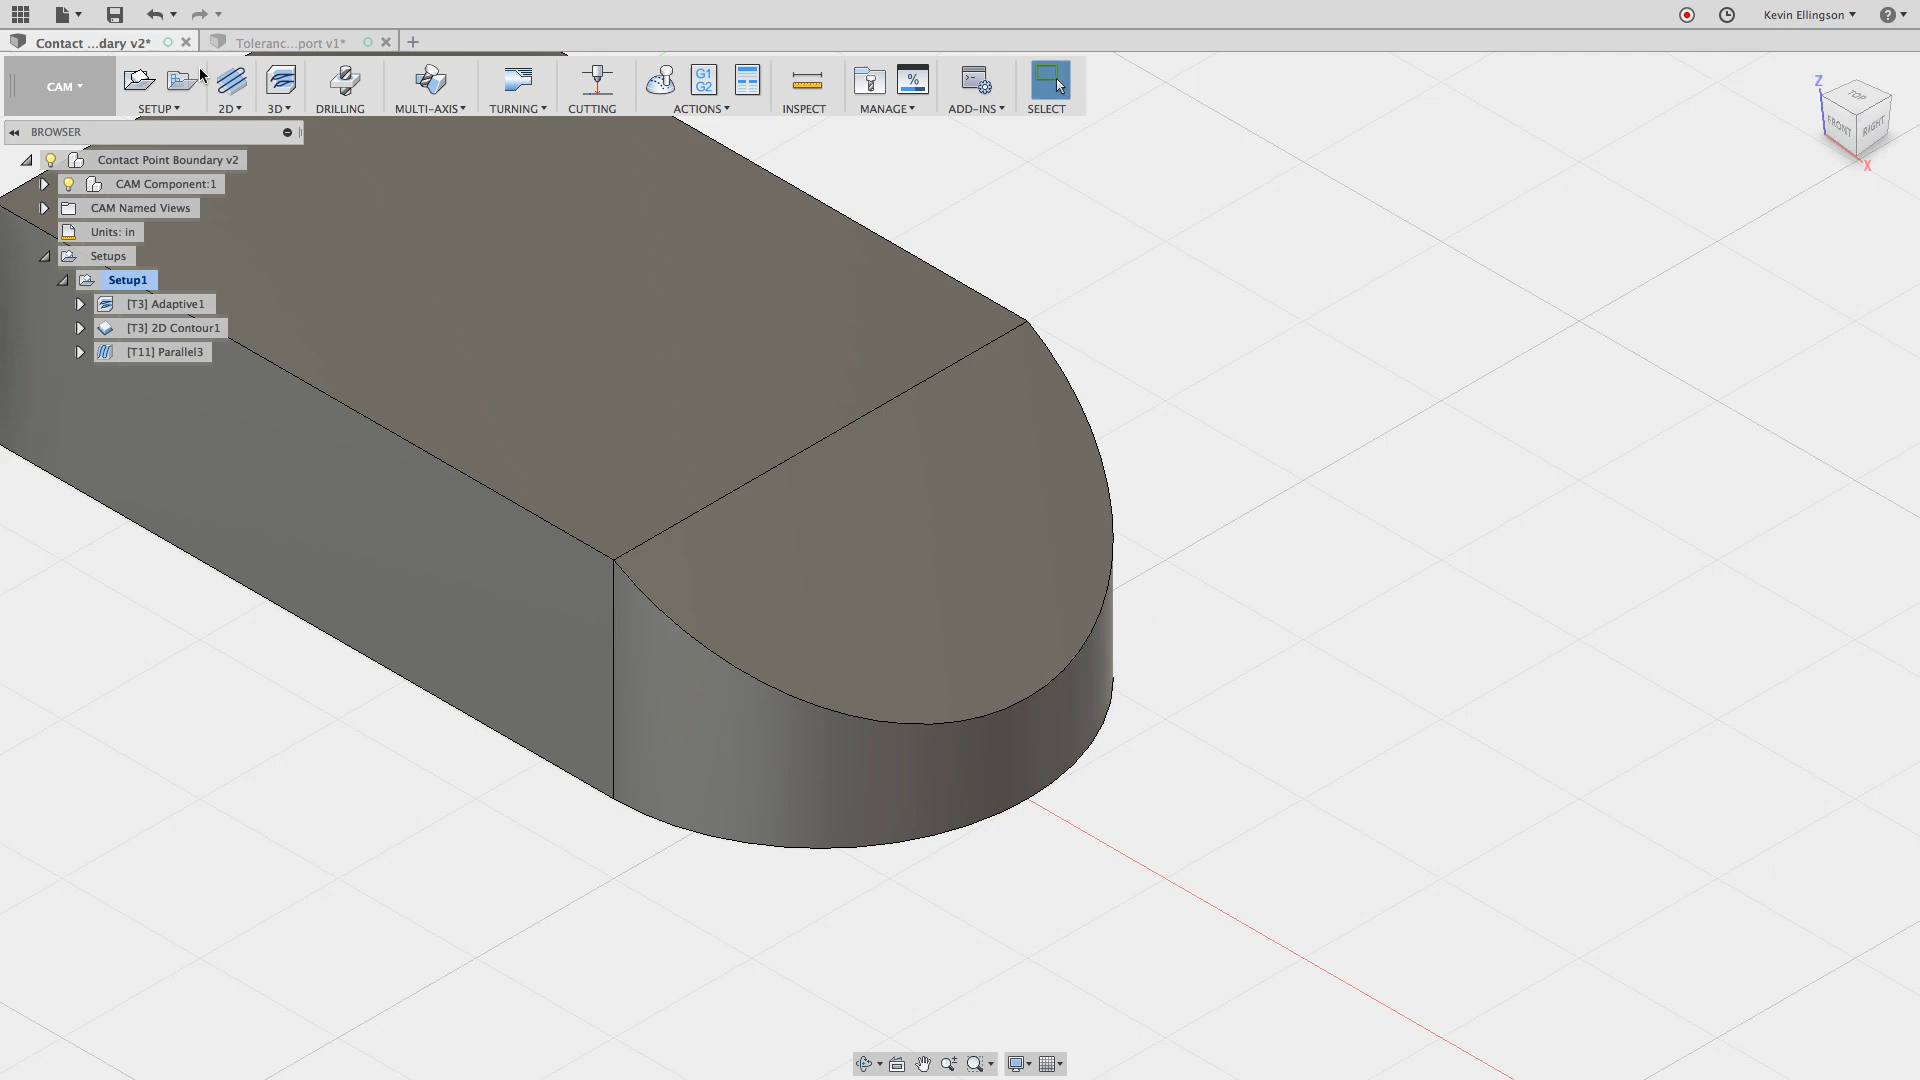 Kevin Ellingson
Contact ...dary v2*
Toleranc...port v1*
CAM
G1
G2
%
SETUP
2D
3D
DRILLING
MULTI-AXIS
TURNING
CUTTING
ACTIONS
INSPECT
MANAGE
ADD-INS
SELECT
Z
TOP
FRONT
RIGHT
X
BROWSER
Contact Point Boundary v2
CAM Component:1
CAM Named Views
Units: in
Setups
Setup1
[T3] Adaptive1
[T3] 2D Contour1
[T11] Parallel3